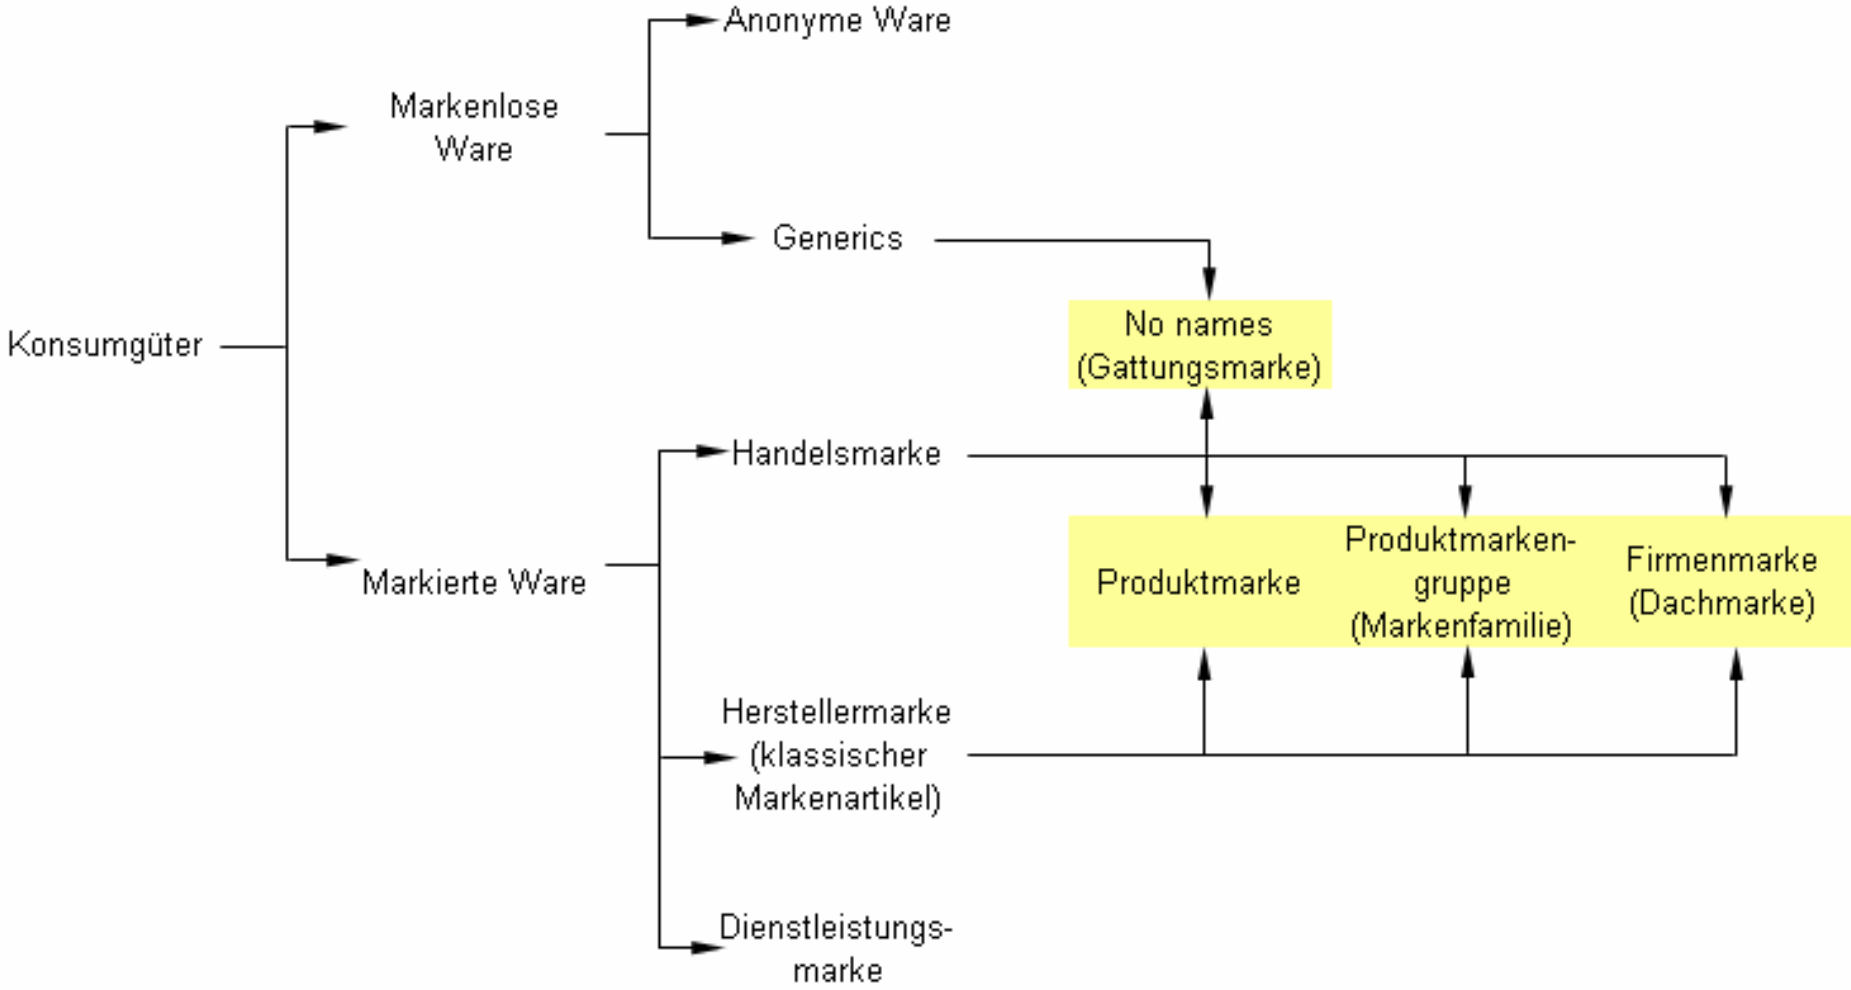 Anonyme Ware
Markenlose
Ware
Generics
No names
(Gattungsmarke)
Konsumgüter
Handelsmarke
Markierte Ware
Produktmarke
Produktmarken-
gruppe
(Markenfamilie)
Firmenmarke
(Dachmarke)
Herstellermarke
(klassischer
Markenartikel)
Dienstleistungs-
marke